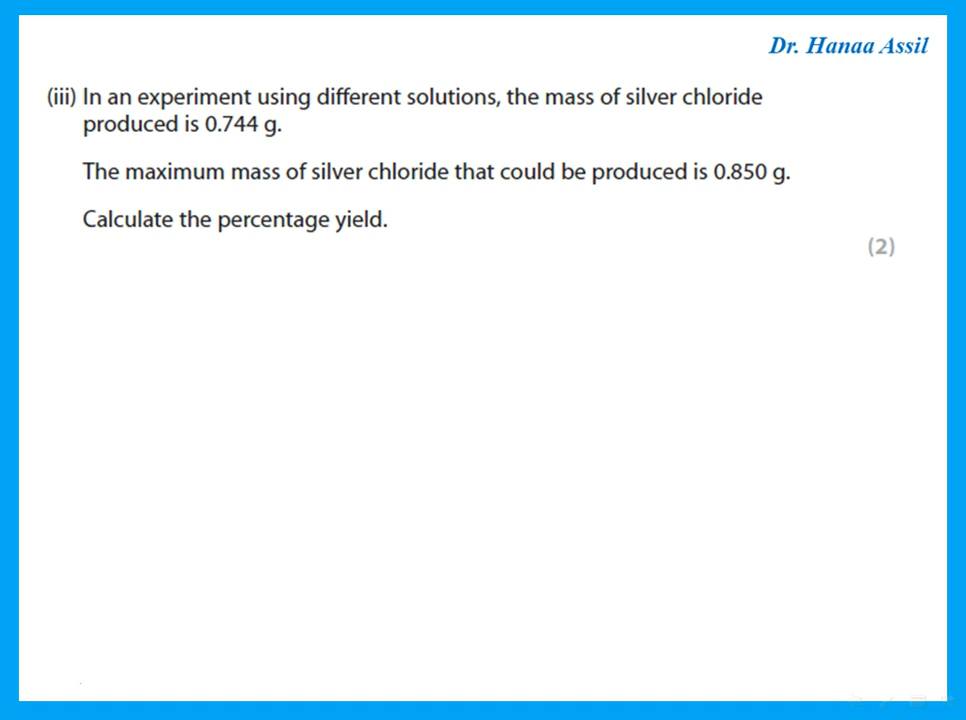 Dr. Hanaa Assil
(iii) In an experiment using different solutions, the mass of silver chloride
produced is 0.744 g.
The maximum mass of silver chloride that could be produced is 0.850 g.
Calculate the percentage yield.
(2)